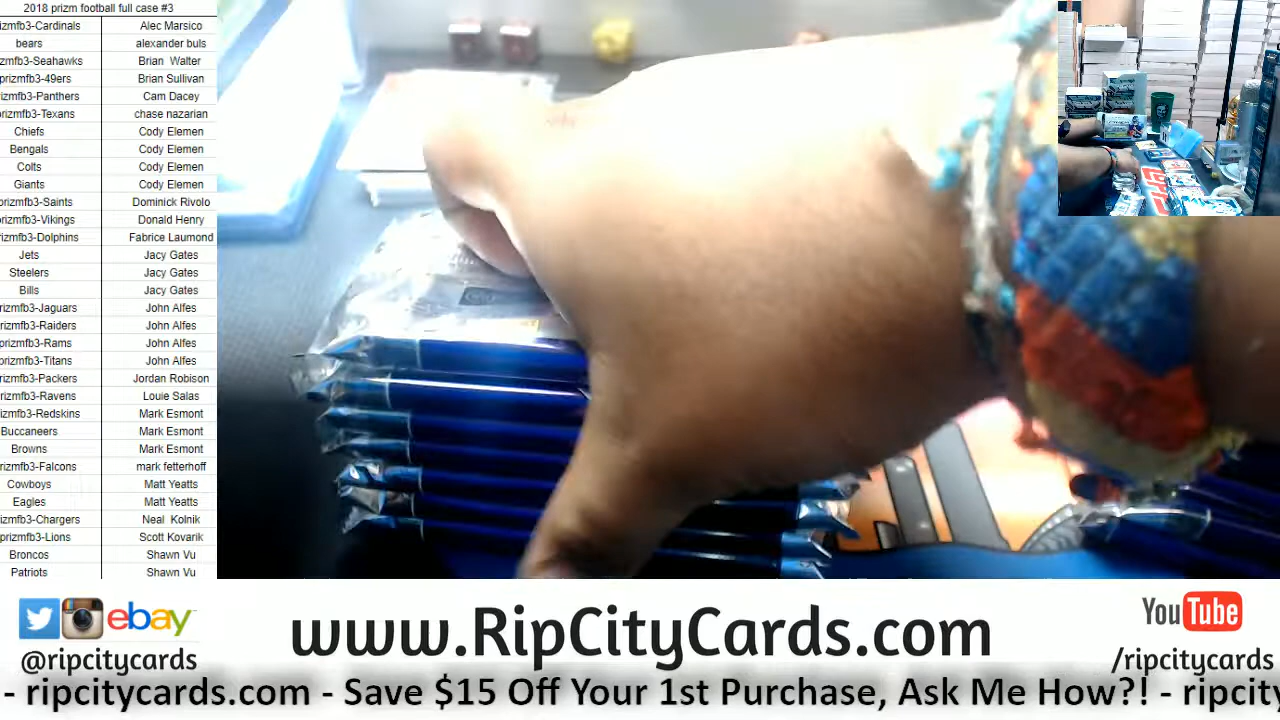 2018 prizm football full case #3
izmfb3-Cardinals Alec Marsico
bears alexander buls
zmfb3-Seahawks Brian Walter
prizmfb3-49ers Brian Sullivan
rizmfb3-Panthers Cam Dacey
prizmfb3-Texans chase nazarian
Chiefs Cody Elemen
Bengals Cody Elemen
Colts Cody Elemen
Giants Cody Elemen
prizmfb3-Saints Dominick Rivolo
prizmfb3-Vikings Donald Henry
rizmfb3-Dolphins Fabrice Laumond
Jets Jacy Gates
Steelers Jacy Gates
Bills Jacy Gates
rizmfb3-Jaguars John Alfes
rizmfb3-Raiders John Alfes
prizmfb3-Rams John Alfes
prizmfb3-Titans John Alfes
rizmfb3-Packers Jordan Robison
rizmfb3-Ravens Louie Salas
izmfb3-Redskins Mark Esmont
Buccaneers Mark Esmont
Browns Mark Esmont
rizmfb3-Falcons mark fetterhoff
Cowboys Matt Yeatts
Eagles Matt Yeatts
izmfb3-Chargers Neal Kolnik
prizmfb3-Lions Scott Kovarik
Broncos Shawn Vu
Patriots Shawn Vu
ebay
@ripcitycards
www.RipCityCards.com
YouTube
/ripcitycards
- ripcitycards.com - Save $15 Off Your 1st Purchase, Ask Me How?! - ripcity